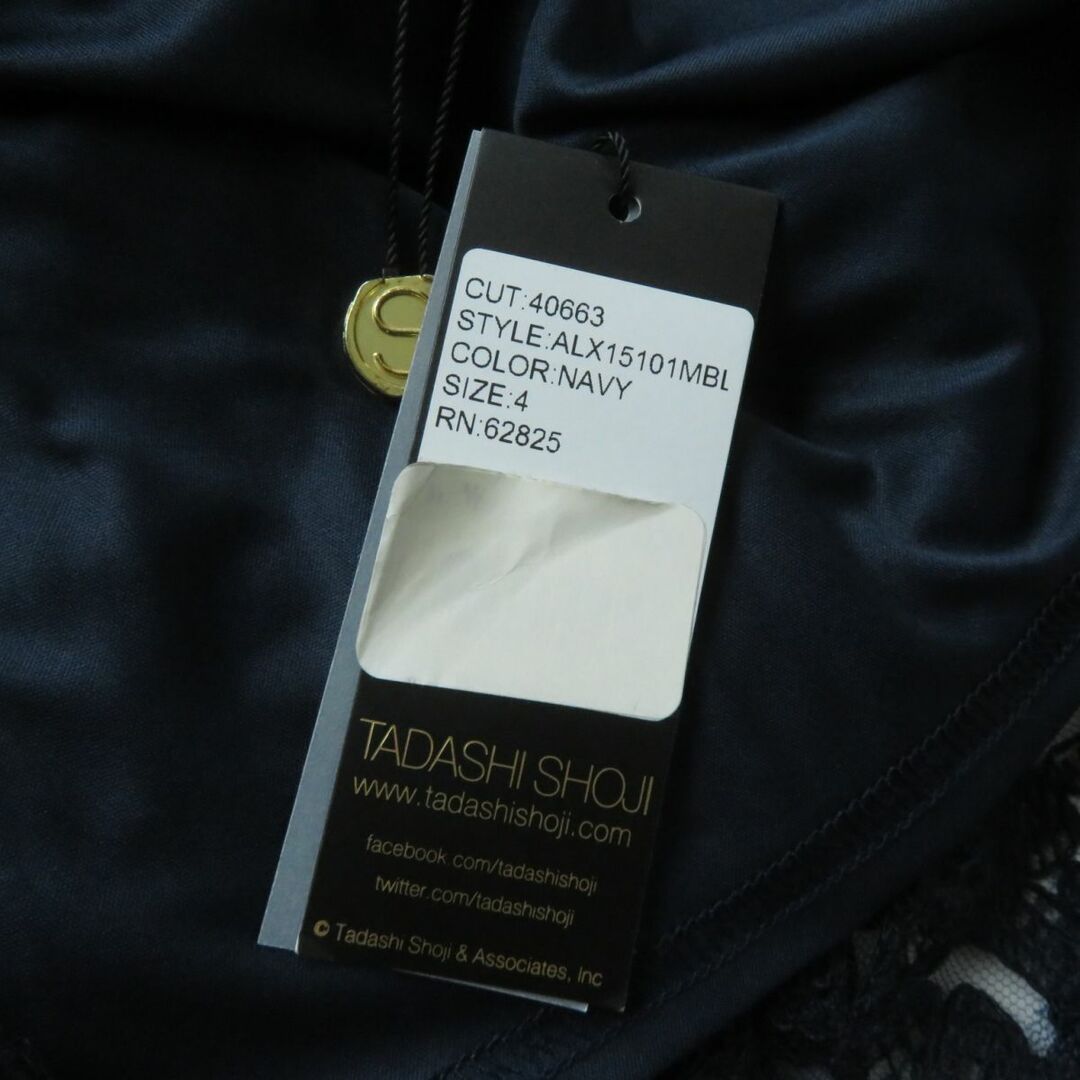 CUT:40663
STYLE:ALX15101MBL
COLOR:NAVY
SIZE:4
RN:62825
TADASHI SHOJI
www.tadashishoji.com
facebook.com/tadashishoji
twitter.com/tadashishoji
© Tadashi Shoji & Associates, Inc